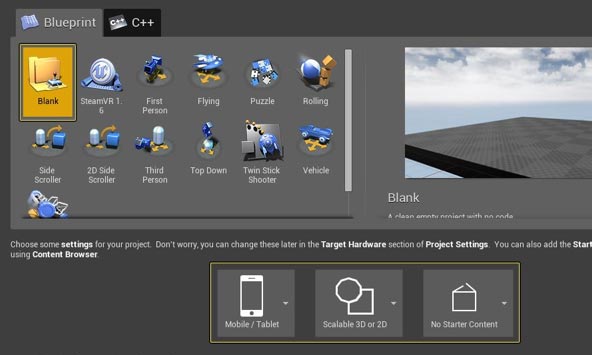 Blueprint
C++
Blank
SteamVR 1.
6
First
Person
Flying
Puzzle
Rolling
Side
Scroller
2D Side
Scroller
Third
Person
Top Down
Twin Stick
Shooter
Vehicle
Blank
A clean empty project with no code
Choose some settings for your project. Don't worry, you can change these later in the Target Hardware section of Project Settings. You can also add the Start
using Content Browser.
Mobile / Tablet
Scalable 3D or 2D
No Starter Content